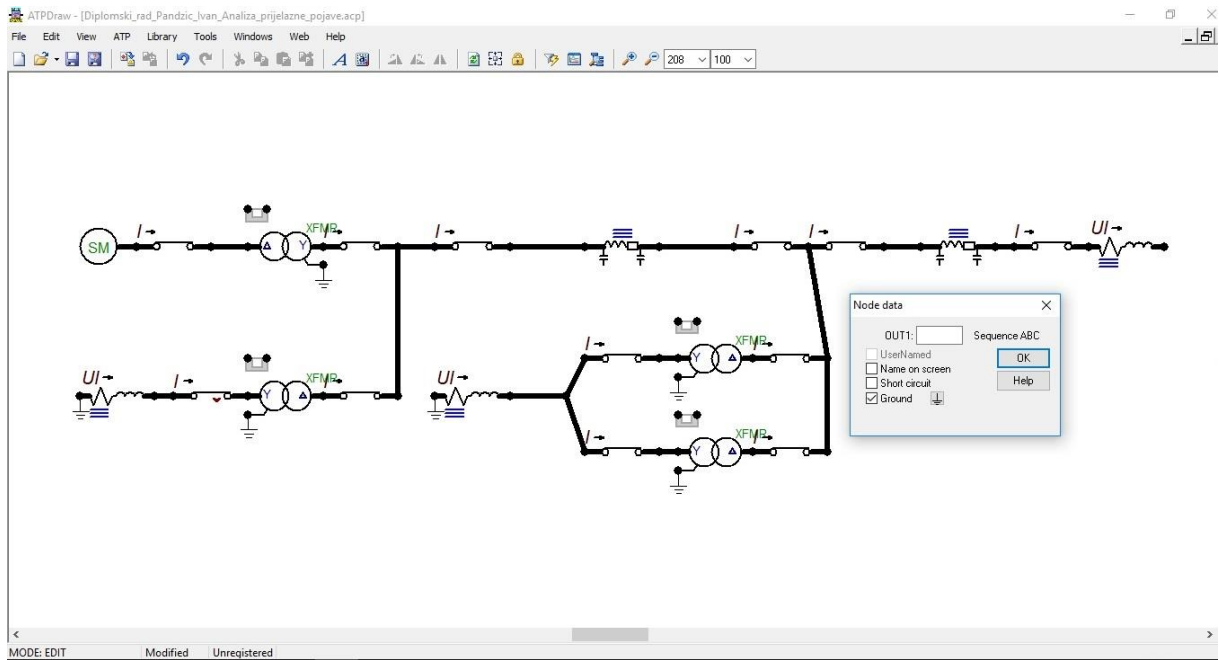 ATPDraw - [Diplomski_rad_Pandzic_Ivan_Analiza_prijelazne_pojave.acp]
File Edit View ATP Library Tools Windows Web Help
A 208 100
UI
I XFMR I I I I I
SM Δ Y
Node data
OUT1: Sequence ABC
UserNamed OK
Name on screen
Short circuit Help
Ground
I XFMR I
Y Δ
UI I XFMR UI
Y Δ
I XFMR I
Y Δ
MODE: EDIT Modified Unregistered